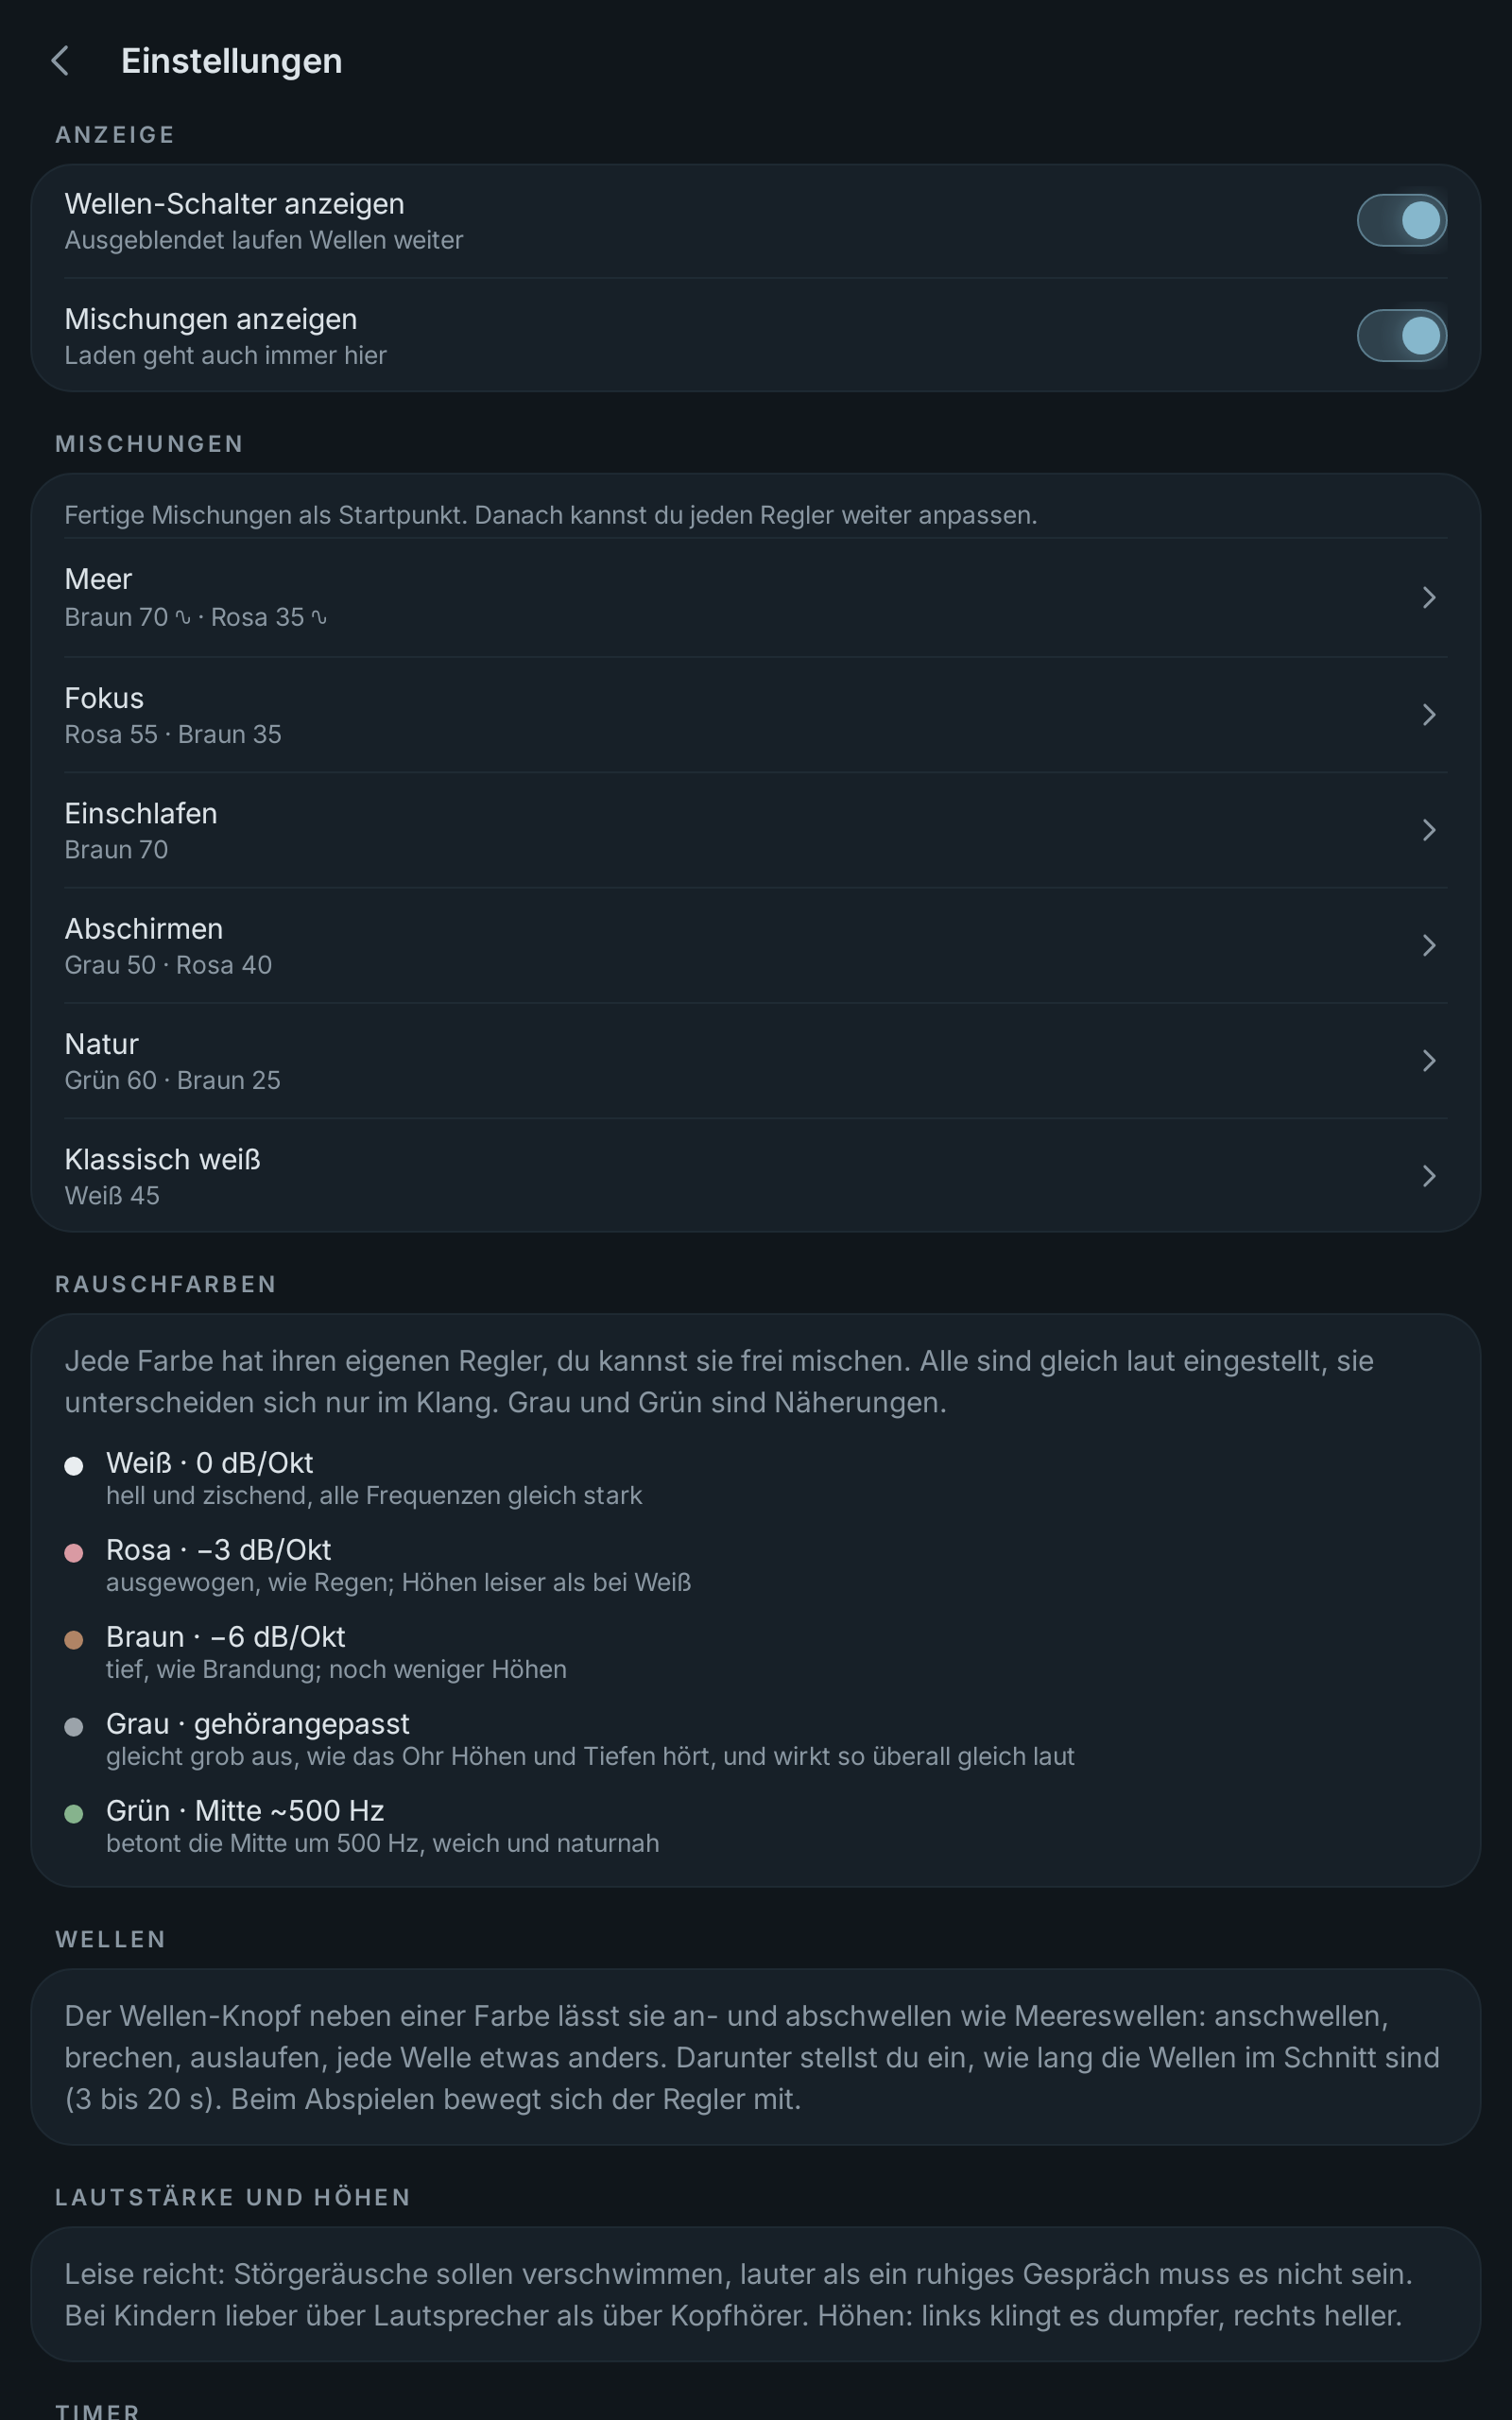 Einstellungen
ANZEIGE
Wellen-Schalter anzeigen
Ausgeblendet laufen Wellen weiter
Mischungen anzeigen
Laden geht auch immer hier
MISCHUNGEN
Fertige Mischungen als Startpunkt. Danach kannst du jeden Regler weiter anpassen.
Meer
Braun 70 ∿ · Rosa 35 ∿
Fokus
Rosa 55 · Braun 35
Einschlafen
Braun 70
Abschirmen
Grau 50 · Rosa 40
Natur
Grün 60 · Braun 25
Klassisch weiß
Weiß 45
RAUSCHFARBEN
Jede Farbe hat ihren eigenen Regler, du kannst sie frei mischen. Alle sind gleich laut eingestellt, sie
unterscheiden sich nur im Klang. Grau und Grün sind Näherungen.
Weiß · 0 dB/Okt
hell und zischend, alle Frequenzen gleich stark
Rosa · −3 dB/Okt
ausgewogen, wie Regen; Höhen leiser als bei Weiß
Braun · −6 dB/Okt
tief, wie Brandung; noch weniger Höhen
Grau · gehörangepasst
gleicht grob aus, wie das Ohr Höhen und Tiefen hört, und wirkt so überall gleich laut
Grün · Mitte ~500 Hz
betont die Mitte um 500 Hz, weich und naturnah
WELLEN
Der Wellen-Knopf neben einer Farbe lässt sie an- und abschwellen wie Meereswellen: anschwellen,
brechen, auslaufen, jede Welle etwas anders. Darunter stellst du ein, wie lang die Wellen im Schnitt sind
(3 bis 20 s). Beim Abspielen bewegt sich der Regler mit.
LAUTSTÄRKE UND HÖHEN
Leise reicht: Störgeräusche sollen verschwimmen, lauter als ein ruhiges Gespräch muss es nicht sein.
Bei Kindern lieber über Lautsprecher als über Kopfhörer. Höhen: links klingt es dumpfer, rechts heller.
TIMER